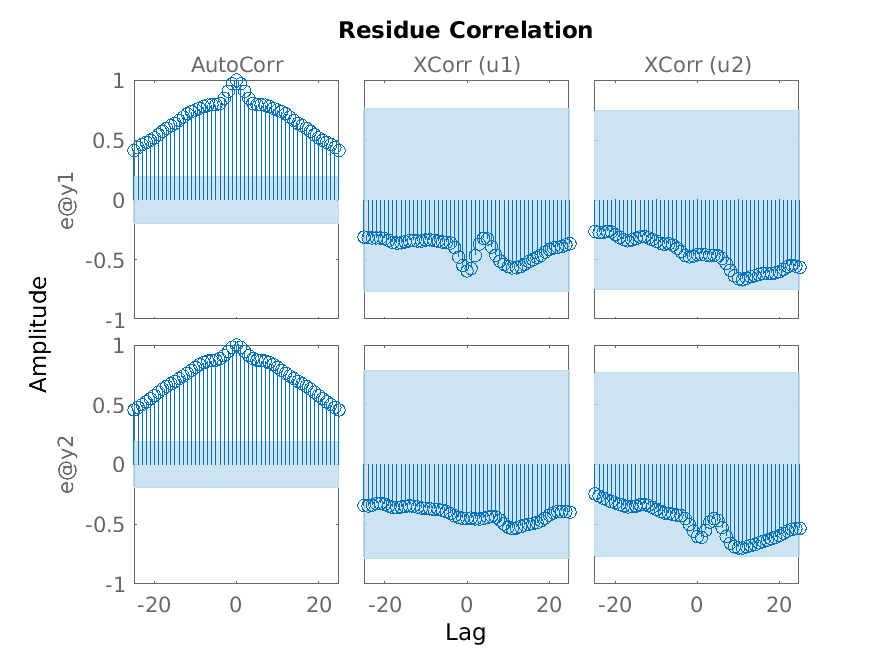 Residue Correlation
AutoCorr
XCorr (u1)
XCorr (u2)
1
0.5
0
-0.5
-1
e@y1
1
0.5
0
-0.5
-1
e@y2
Amplitude
-20 0 20
-20 0 20
-20 0 20
Lag